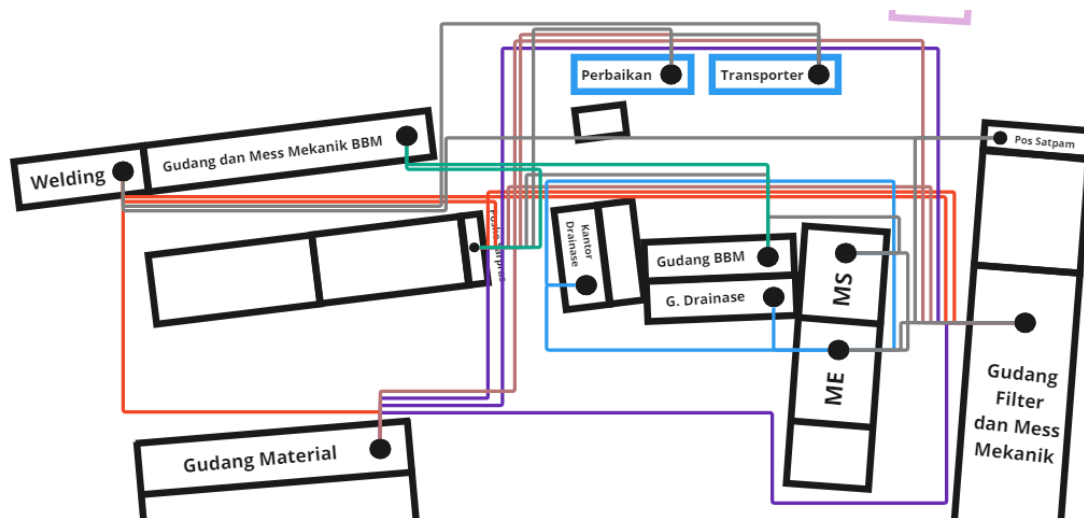 Perbaikan
Transporter
Gudang dan Mess Mekanik BBM
Welding
Pos Satpam
Kantor
Drainase
Gudang BBM
G. Drainase
MS
ME
Gudang
Filter
dan Mess
Mekanik
Gudang Material